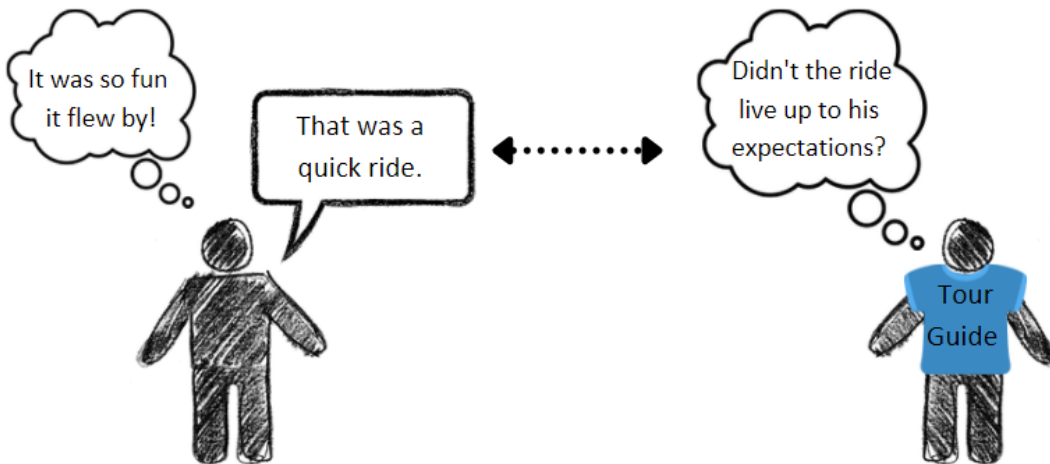 It was so fun
it flew by!
That was a
quick ride.
Didn't the ride
live up to his
expectations?
Tour
Guide